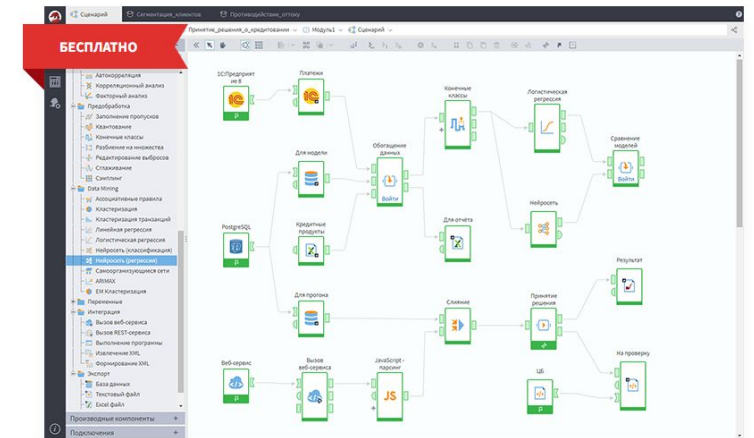 Сценарий
Сегментация_клиентов
Противодействие_оттоку
БЕСПЛАТНО
Принятие_решения_о_кредитовании
Модуль1
Сценарий
Автокорреляция
Корреляционный анализ
Факторный анализ
Предобработка
Заполнение пропусков
Квантование
Конечные классы
Разбиение на множества
Редактирование выбросов
Сглаживание
Сэмплинг
Data Mining
Ассоциативные правила
Кластеризация
Кластеризация транзакций
Линейная регрессия
Логистическая регрессия
Нейросеть (классификация)
Нейросеть (регрессия)
Самоорганизующиеся сети
ARIMAX
EM Кластеризация
Переменные
Интеграция
Вызов веб-сервиса
Вызов REST-сервиса
Выполнение программы
Извлечение XML
Формирование XML
Экспорт
База данных
Текстовый файл
Excel файл
Производные компоненты
Подключения
1С:Предприят
ие 8
Платежи
Для модели
Обогащение
данных
Войти
Конечные
классы
Логистическая
регрессия
Сравнение
моделей
Войти
PostgreSQL
Кредитные
продукты
Для отчёта
Нейросеть
Для прогона
Слияние
Принятие
решения
Результат
Веб-сервис
Вызов
веб-сервиса
JavaScript -
парсинг
JS
ЦБ
На проверку